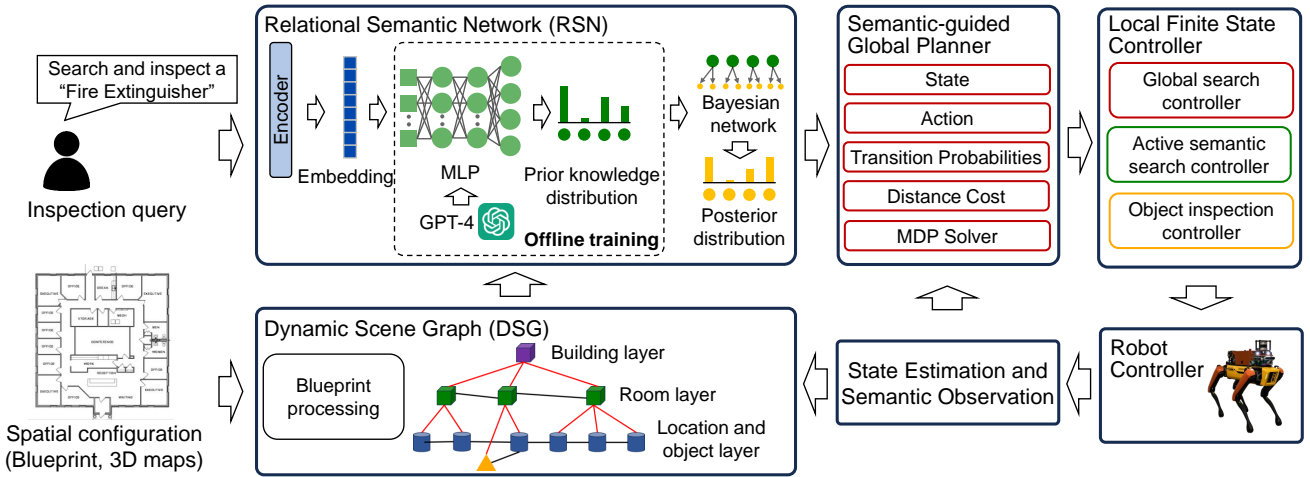 Search and inspect a
“Fire Extinguisher”
Inspection query
Relational Semantic Network (RSN)
Encoder
Embedding
MLP
GPT-4
Prior knowledge
distribution
Offline training
Bayesian
network
Posterior
distribution
Semantic-guided
Global Planner
State
Action
Transition Probabilities
Distance Cost
MDP Solver
Local Finite State
Controller
Global search
controller
Active semantic
search controller
Object inspection
controller
Spatial configuration
(Blueprint, 3D maps)
Dynamic Scene Graph (DSG)
Blueprint
processing
Building layer
Room layer
Location and
object layer
State Estimation and
Semantic Observation
Robot
Controller